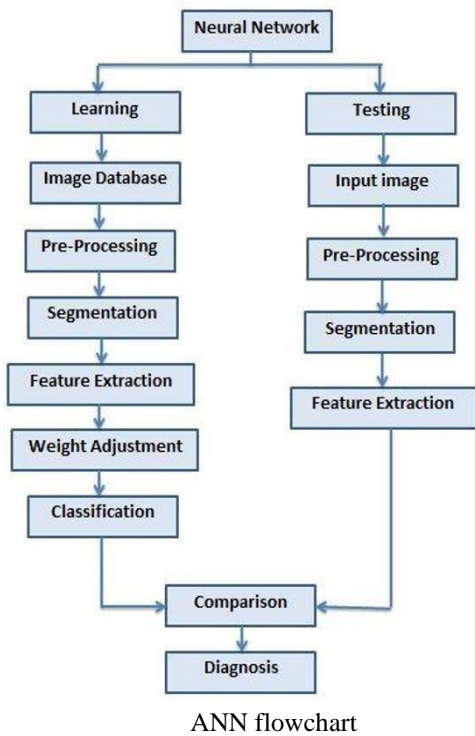 Neural Network
Learning
Testing
Image Database
Input image
Pre-Processing
Pre-Processing
Segmentation
Segmentation
Feature Extraction
Feature Extraction
Weight Adjustment
Classification
Comparison
Diagnosis
ANN flowchart